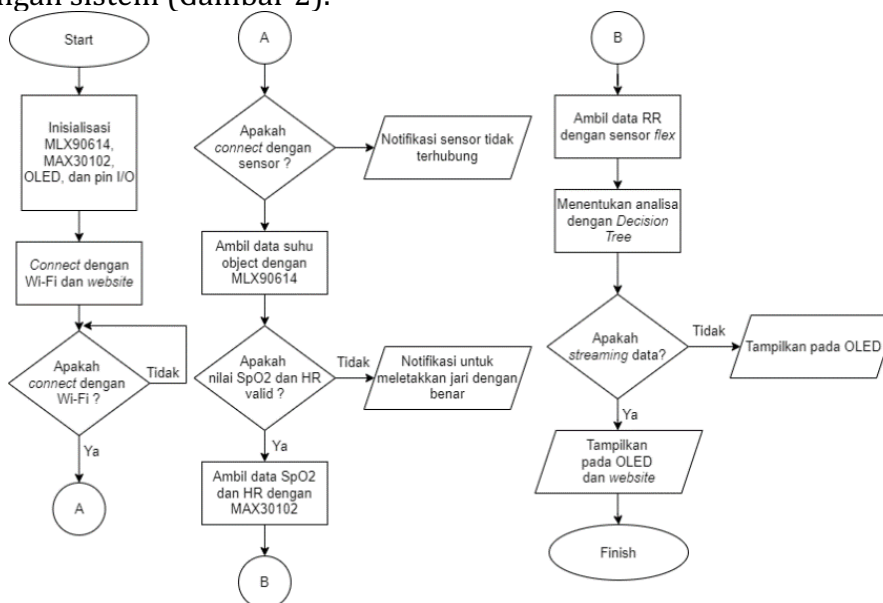 ngan sistem (Gambar 2).
Start
Inisialisasi
MLX90614,
MAX30102,
OLED, dan pin I/O
Connect dengan
Wi-Fi dan website
Apakah
connect dengan
Wi-Fi ?
Tidak
Ya
A
A
Apakah
connect dengan
sensor ?
Notifikasi sensor tidak
terhubung
Ambil data suhu
object dengan
MLX90614
Apakah
nilai SpO2 dan HR
valid ?
Tidak
Notifikasi untuk
meletakkan jari dengan
benar
Ya
Ambil data SpO2
dan HR dengan
MAX30102
B
B
Ambil data RR
dengan sensor flex
Menentukan analisa
dengan Decision
Tree
Apakah
streaming data?
Tidak
Tampilkan pada OLED
Ya
Tampilkan
pada OLED
dan website
Finish